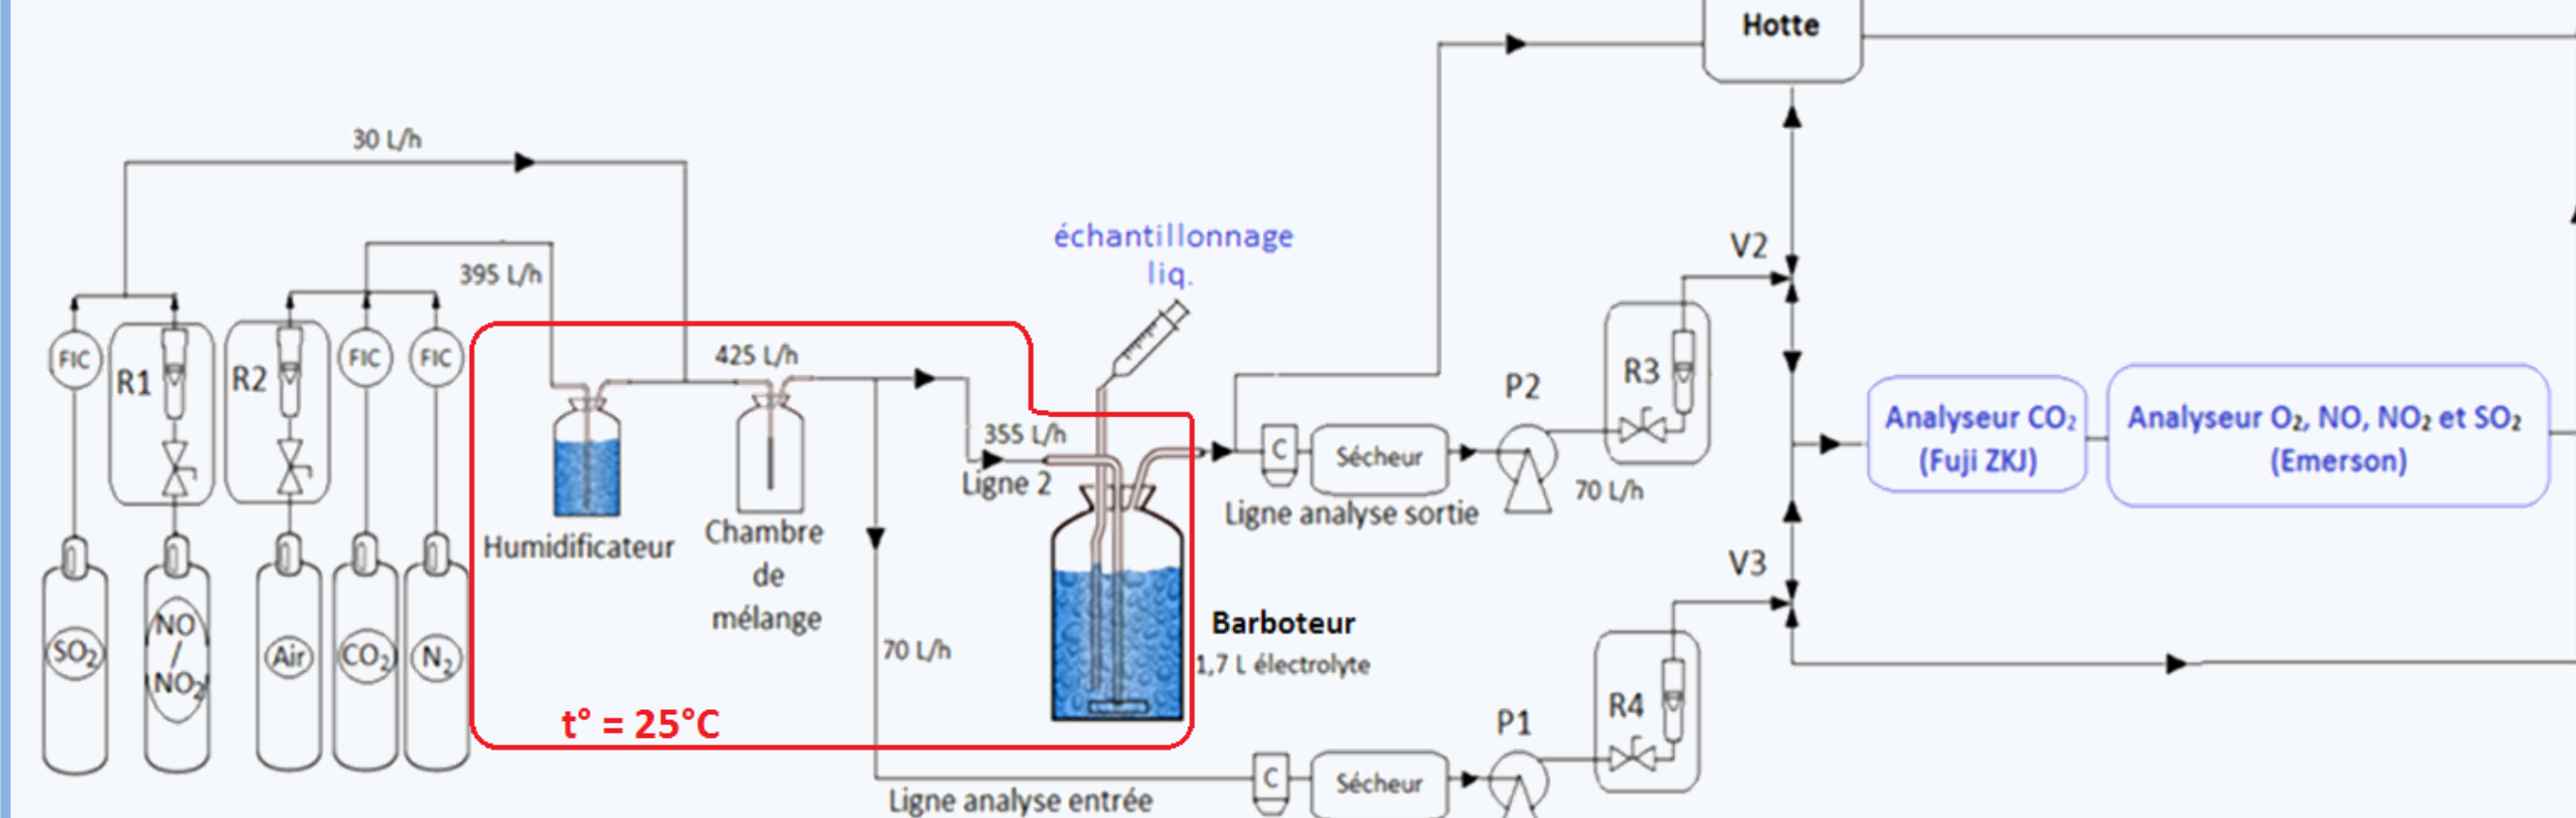 Hotte
30 L/h
échantillonnage
liq.
V2
395 L/h
FIC
R1
R2
FIC
FIC
425 L/h
P2
R3
355 L/h
Ligne 2
C
Sécheur
70 L/h
Ligne analyse sortie
Analyseur CO₂
(Fuji ZKJ)
Analyseur O₂, NO, NO₂ et SO₂
(Emerson)
Humidificateur
Chambre
de
mélange
V3
SO₂
NO
/
NO₂
Air
CO₂
N₂
70 L/h
Barboteur
1,7 L électrolyte
t° = 25°C
P1
R4
C
Sécheur
Ligne analyse entrée